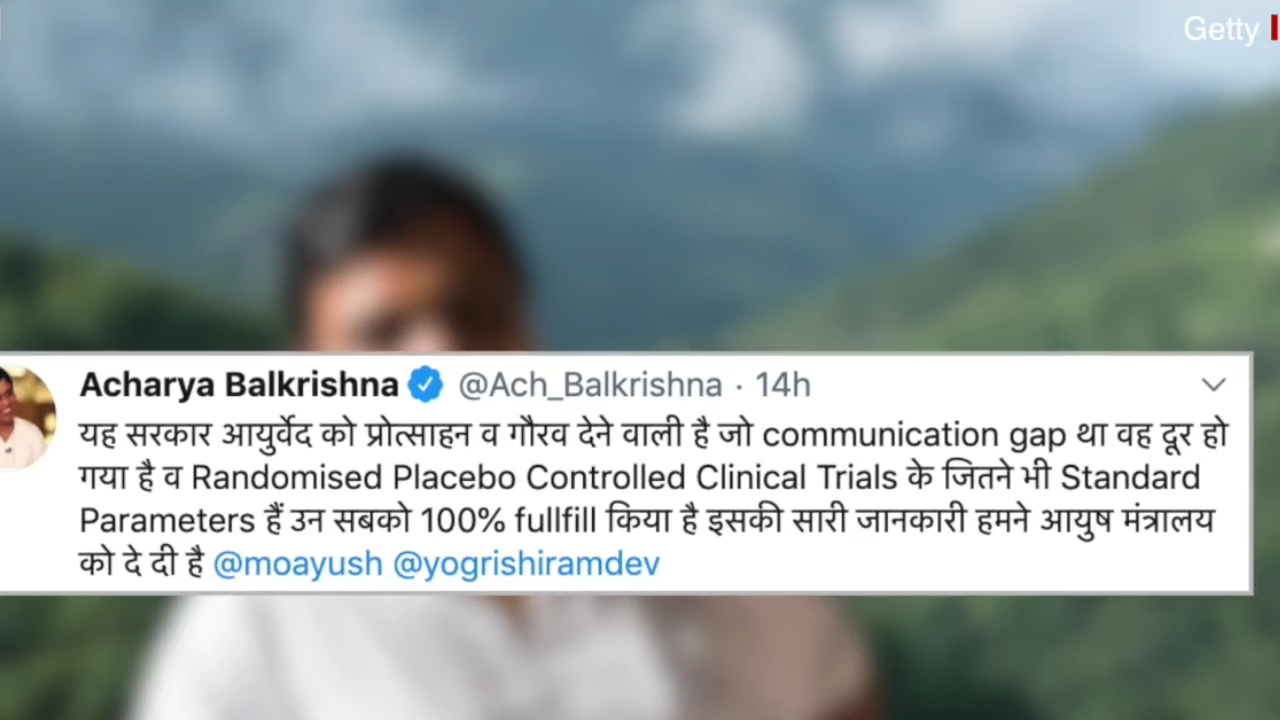 Getty
Acharya Balkrishna @Ach_Balkrishna · 14h
यह सरकार आयुर्वेद को प्रोत्साहन व गौरव देने वाली है जो communication gap था वह दूर हो
गया है व Randomised Placebo Controlled Clinical Trials के जितने भी Standard
Parameters हैं उन सबको 100% fullfill किया है इसकी सारी जानकारी हमने आयुष मंत्रालय
को दे दी है @moayush @yogrishiramdev